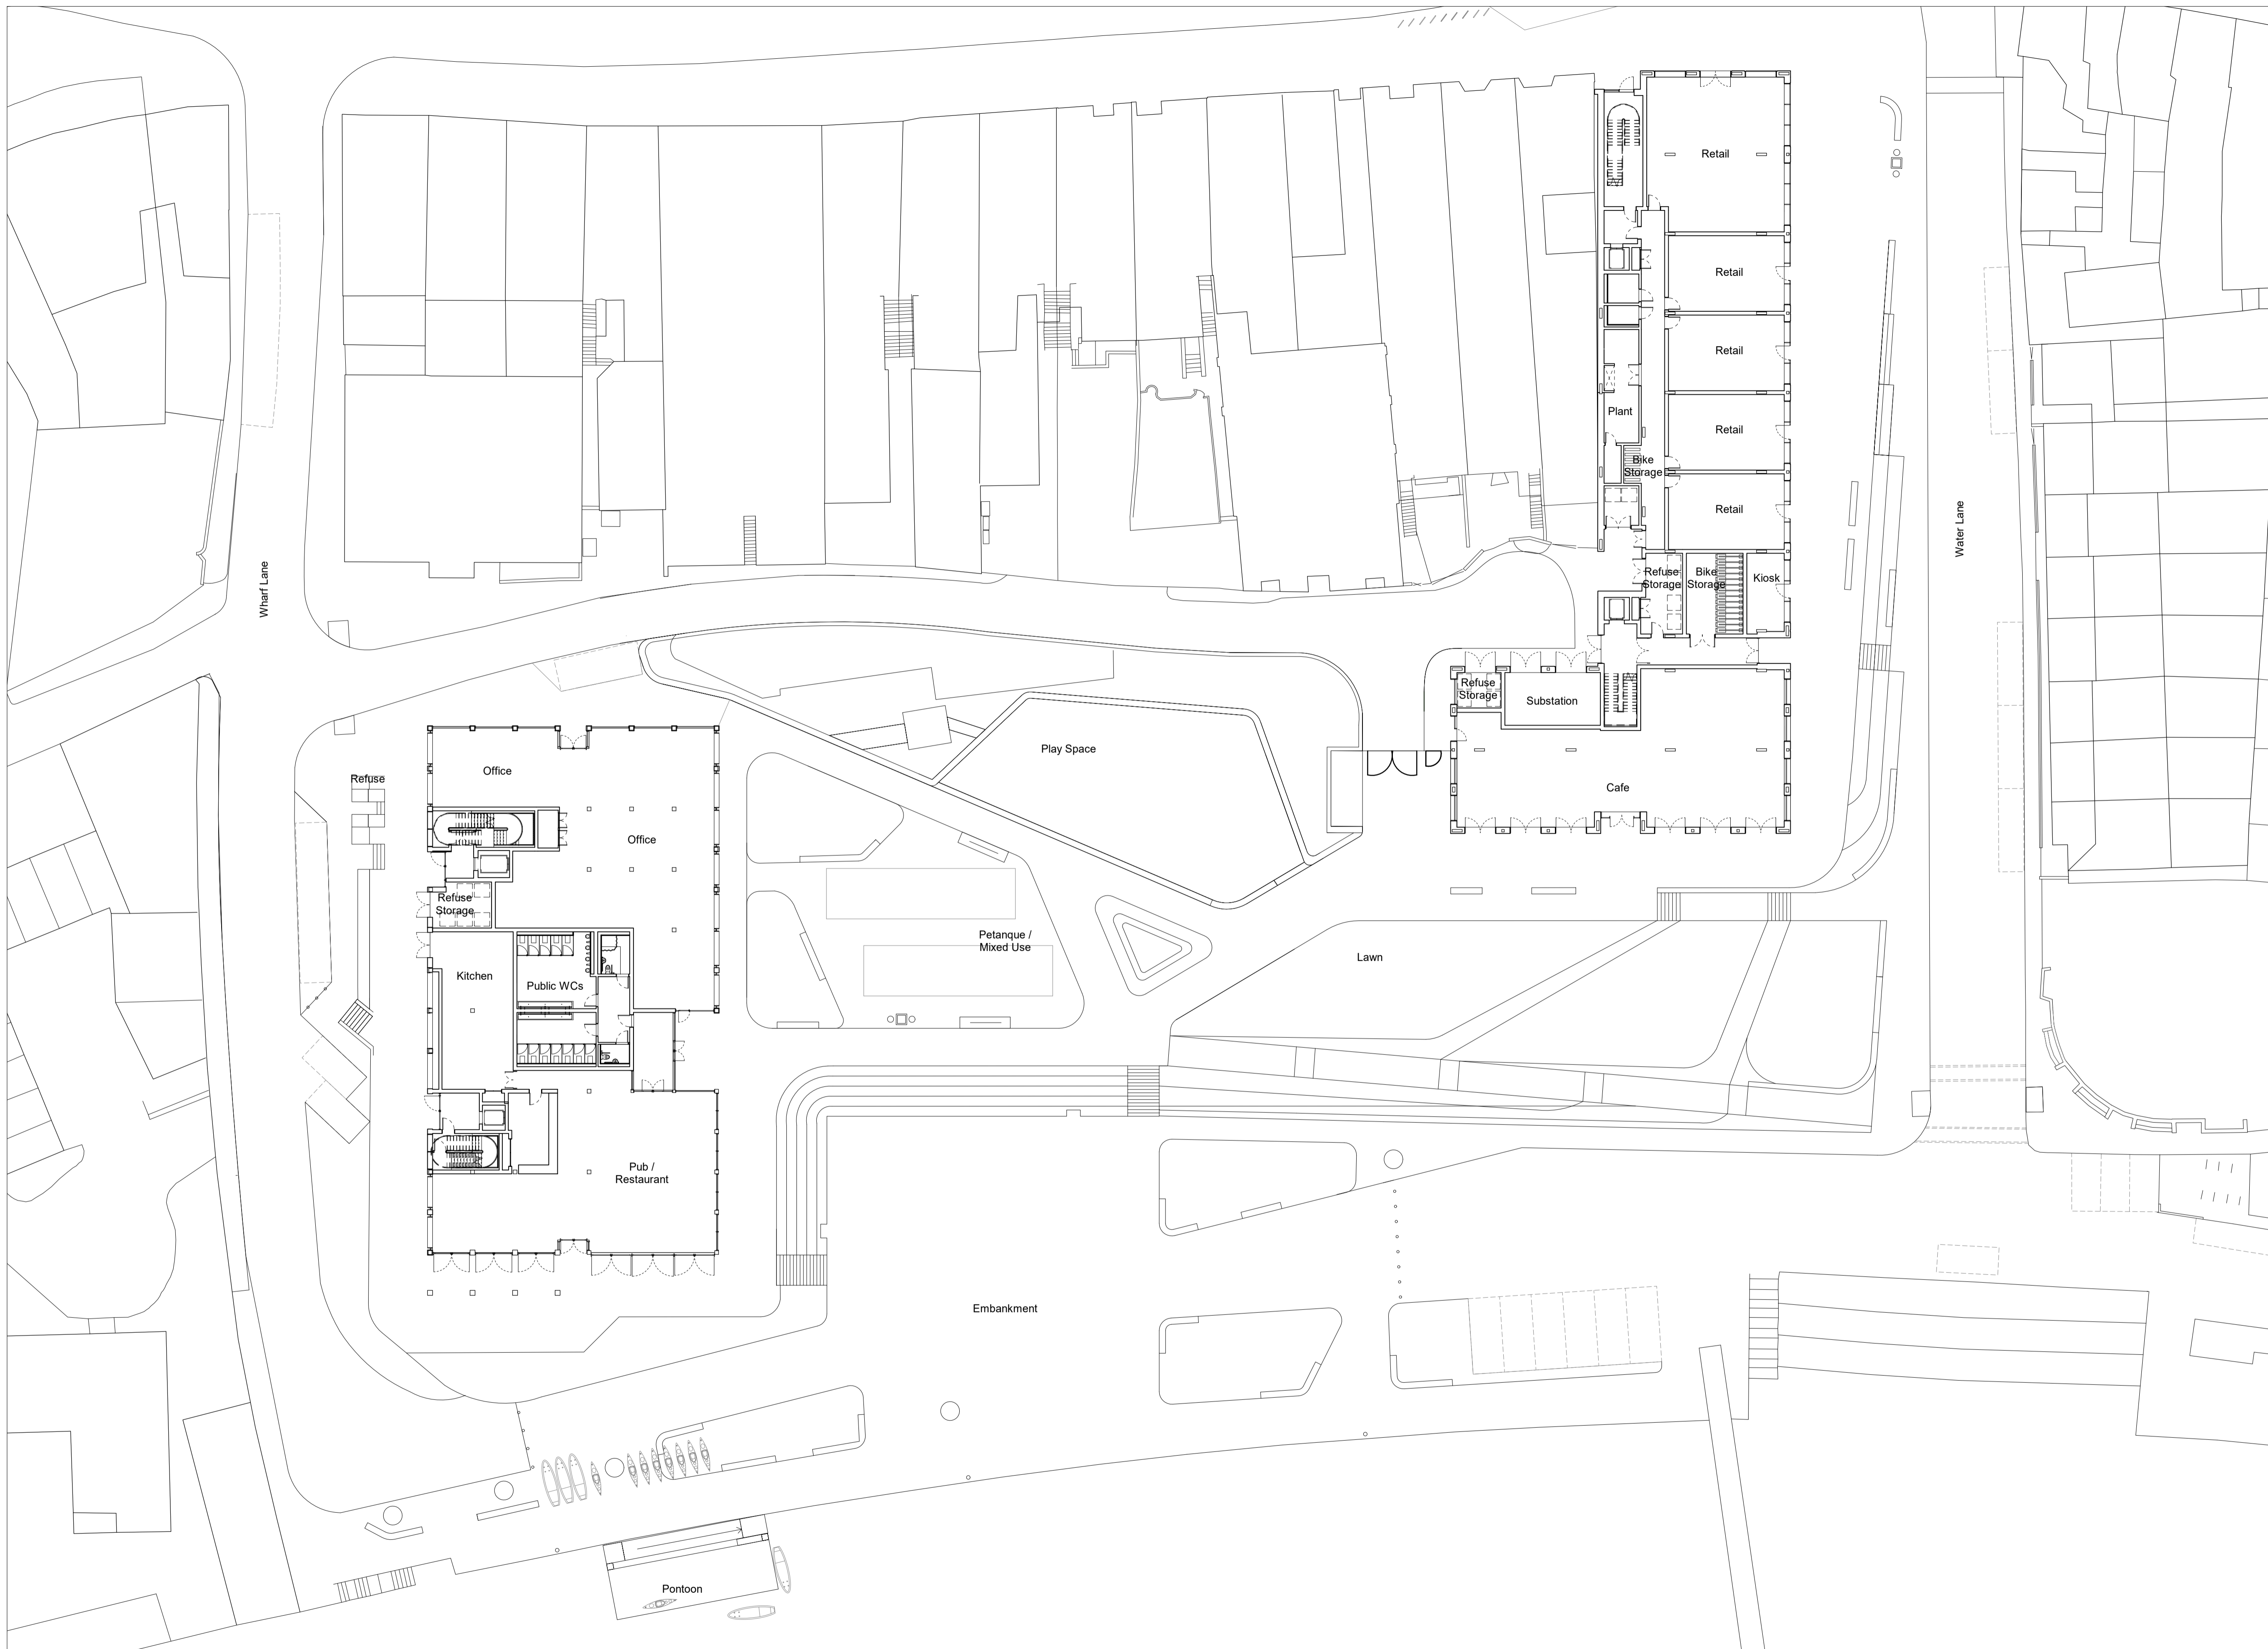 Retail
Retail
Retail
Plant
Retail
Bike
Storage
Retail
Water Lane
Wharf Lane
Refuse
Storage
Bike
Storage
Kiosk
Refuse
Storage
Substation
Play Space
Cafe
Office
Refuse
Office
Refuse
Storage
Petanque /
Mixed Use
Lawn
Kitchen
Public WCs
Pub /
Restaurant
Embankment
Pontoon